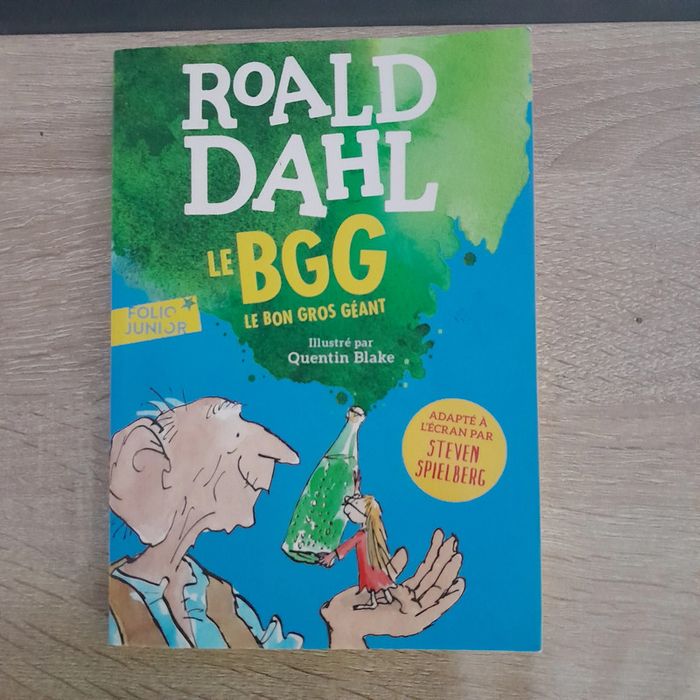 ROALD
DAHL
LE BGG
LE BON GROS GÉANT
FOLIO
JUNIOR
Illustré par
Quentin Blake
ADAPTÉ À
L'ÉCRAN PAR
STEVEN
SPIELBERG